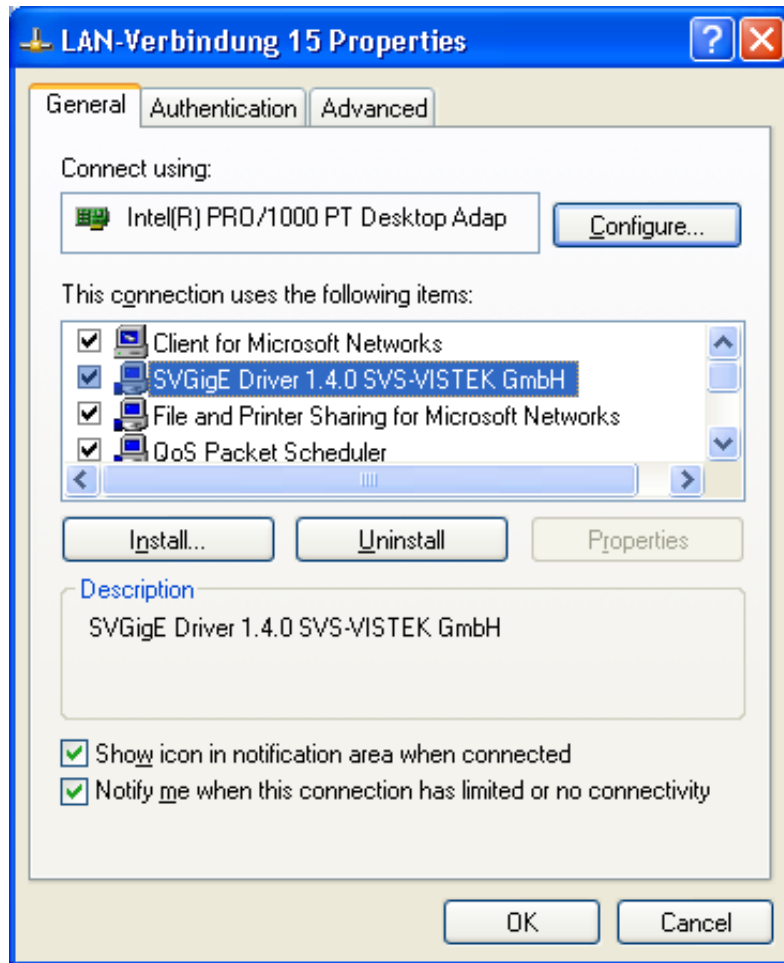 LAN-Verbindung 15 Properties
General Authentication Advanced
Connect using:
Intel(R) PRO/1000 PT Desktop Adap
Configure...
This connection uses the following items:
Client for Microsoft Networks
SVGigE Driver 1.4.0 SVS-VISTEK GmbH
File and Printer Sharing for Microsoft Networks
QoS Packet Scheduler
Install... Uninstall Properties
Description
SVGigE Driver 1.4.0 SVS-VISTEK GmbH
Show icon in notification area when connected
Notify me when this connection has limited or no connectivity
OK Cancel